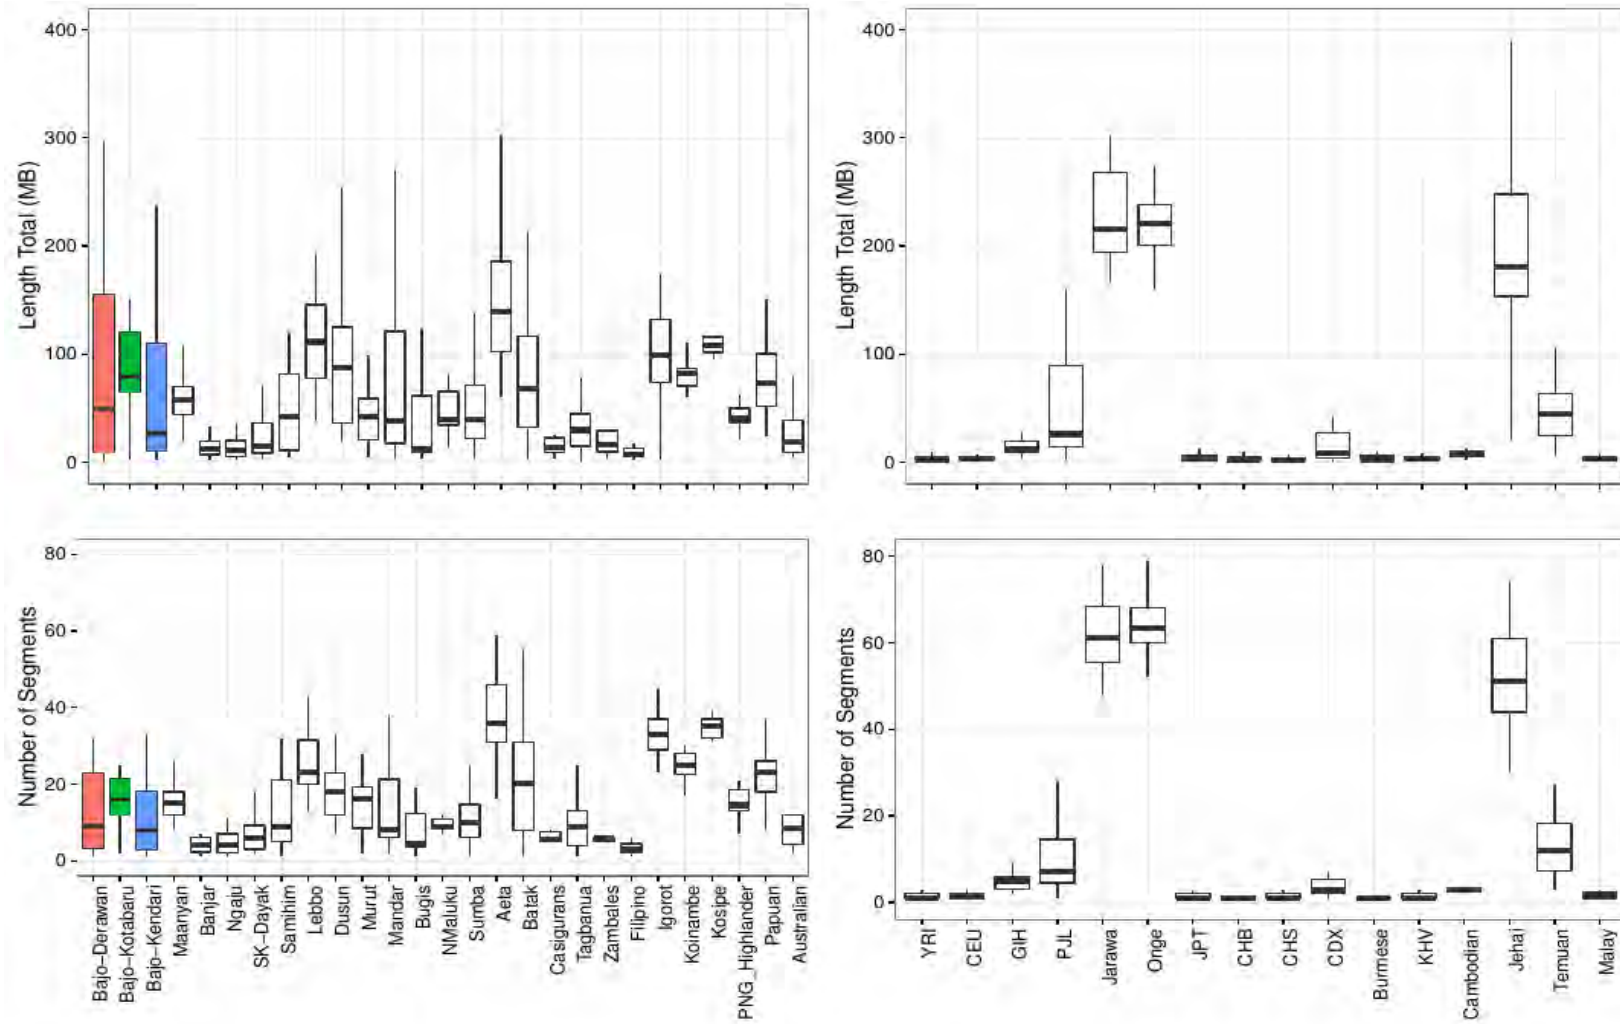 400
300
200
100
0
Length Total (MB)
400
300
200
100
0
Length Total (MB)
80
60
40
20
0
Number of Segments
Bajo-Derawan
Bajo-Kotabaru
Bajo-Kendari
Maanyan
Banjar
Ngaju
SK-Dayak
Samihim
Lebbo
Dusun
Murut
Mandar
Bugis
NMaluku
Sumba
Aeta
Batak
Casigurans
Tagbanua
Zambales
Filipino
Igorot
Koinambe
Kosipe
PNG_Highlander
Papuan
Australian
80
60
40
20
0
Number of Segments
YRI
CEU
GIH
PJL
Jarawa
Onge
JPT
CHB
CHS
CDX
Burmese
KHV
Cambodian
Jehai
Temuan
Malay